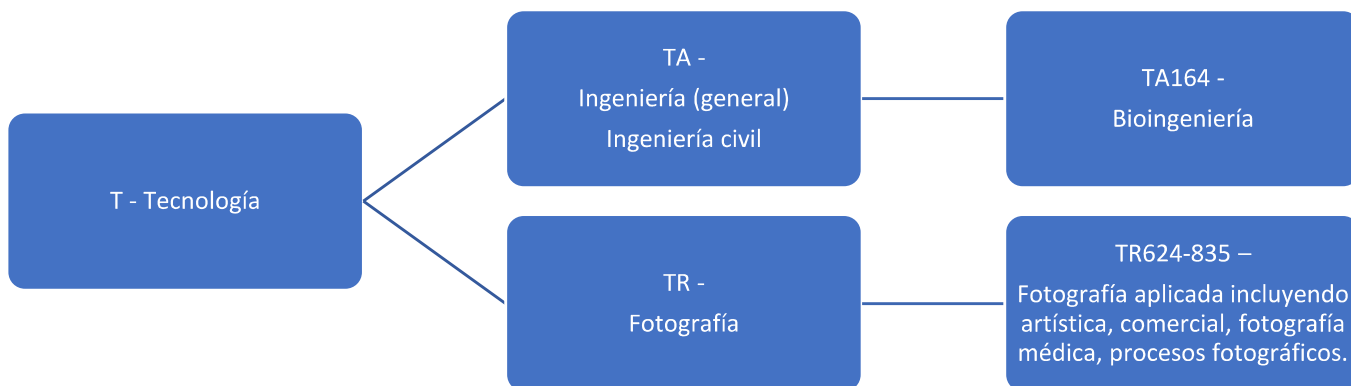 T - Tecnología
TA -
Ingeniería (general)
Ingeniería civil
TA164 -
Bioingeniería
TR -
Fotografía
TR624-835 –
Fotografía aplicada incluyendo
artística, comercial, fotografía
médica, procesos fotográficos.